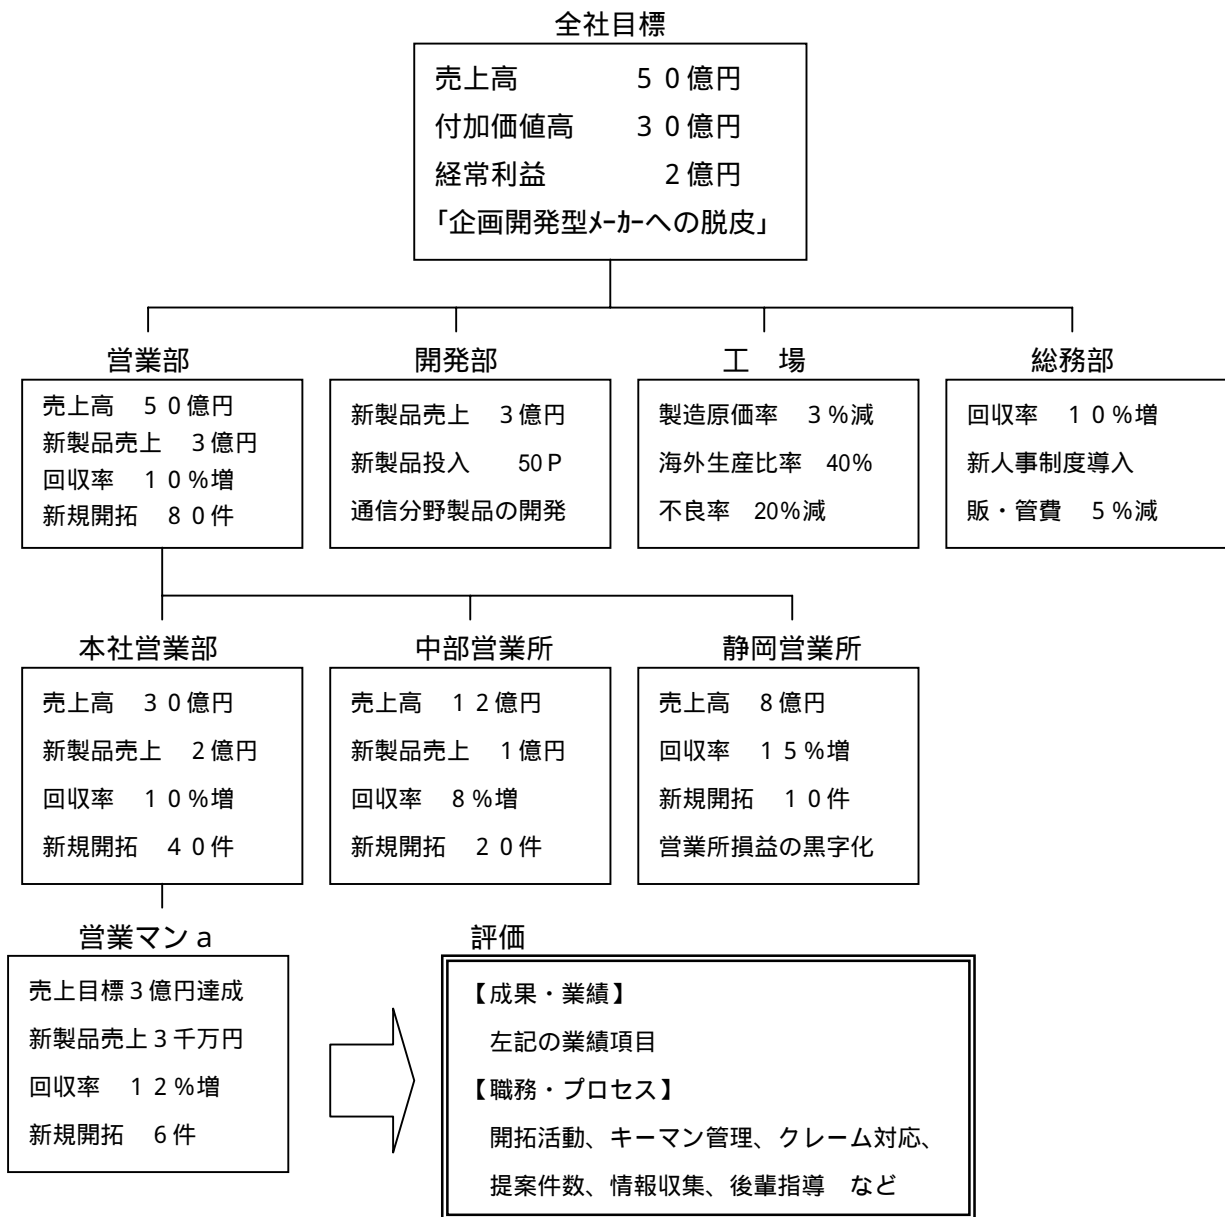 全社目標
売上高　５０億円
付加価値高　３０億円
経常利益　２億円
「企画開発型ﾒｰｶｰへの脱皮」
営業部
売上高　５０億円
新製品売上　３億円
回収率　１０％増
新規開拓　８０件
開発部
新製品売上　３億円
新製品投入　50Ｐ
通信分野製品の開発
工　場
製造原価率　３％減
海外生産比率　40％
不良率　20％減
総務部
回収率　１０％増
新人事制度導入
販・管費　５％減
本社営業部
売上高　３０億円
新製品売上　２億円
回収率　１０％増
新規開拓　４０件
中部営業所
売上高　１２億円
新製品売上　１億円
回収率　８％増
新規開拓　２０件
静岡営業所
売上高　８億円
回収率　１５％増
新規開拓　１０件
営業所損益の黒字化
営業マンａ
売上目標３億円達成
新製品売上３千万円
回収率　１２％増
新規開拓　６件
評価
【成果・業績】
左記の業績項目
【職務・プロセス】
開拓活動、キーマン管理、クレーム対応、
提案件数、情報収集、後輩指導　など